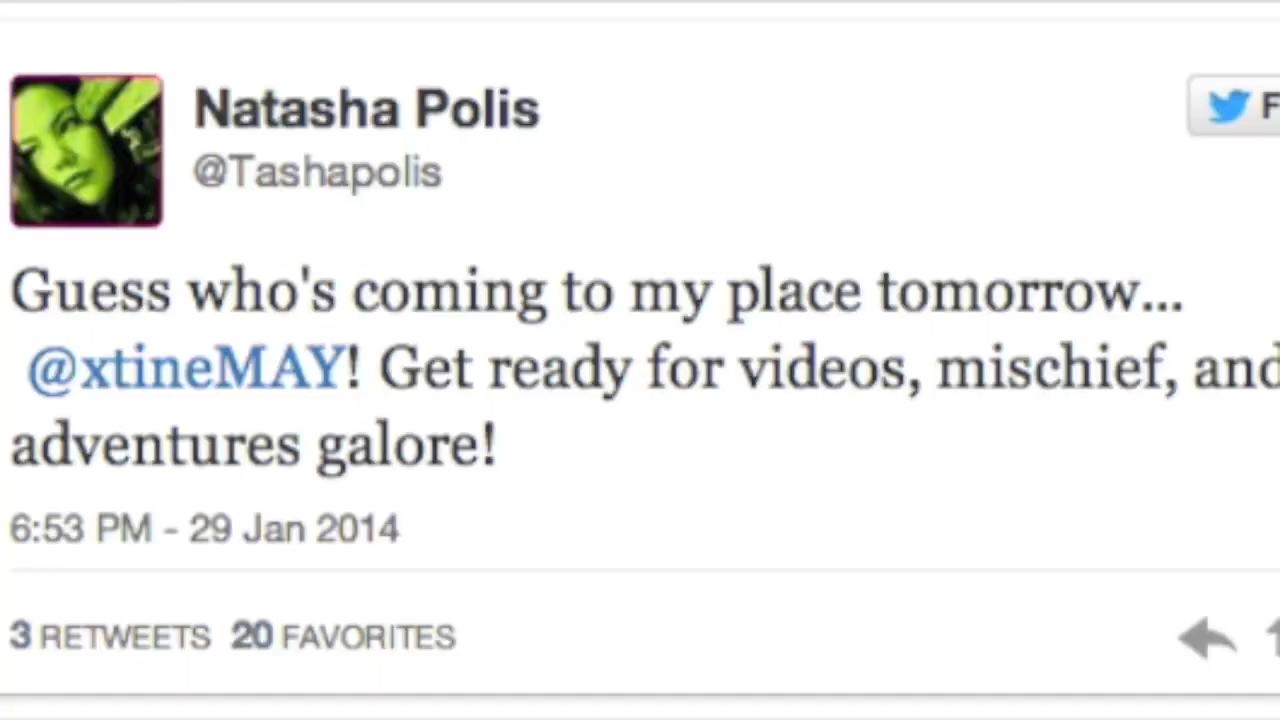 Natasha Polis
@Tashapolis
F
Guess who's coming to my place tomorrow...
@xtineMAY! Get ready for videos, mischief, and
adventures galore!
6:53 PM - 29 Jan 2014
3 RETWEETS 20 FAVORITES